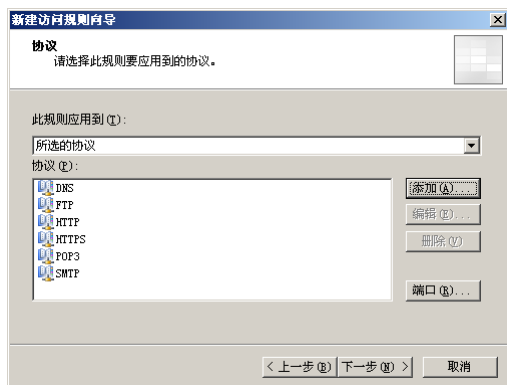 新建访问规则向导
协议
请选择此规则要应用到的协议。
此规则应用到(T):
所选的协议
协议(P):
DNS
FTP
HTTP
HTTPS
POP3
SMTP
添加(A)...
编辑(E)...
删除(V)
端口(R)...
< 上一步(B) 下一步(N) > 取消